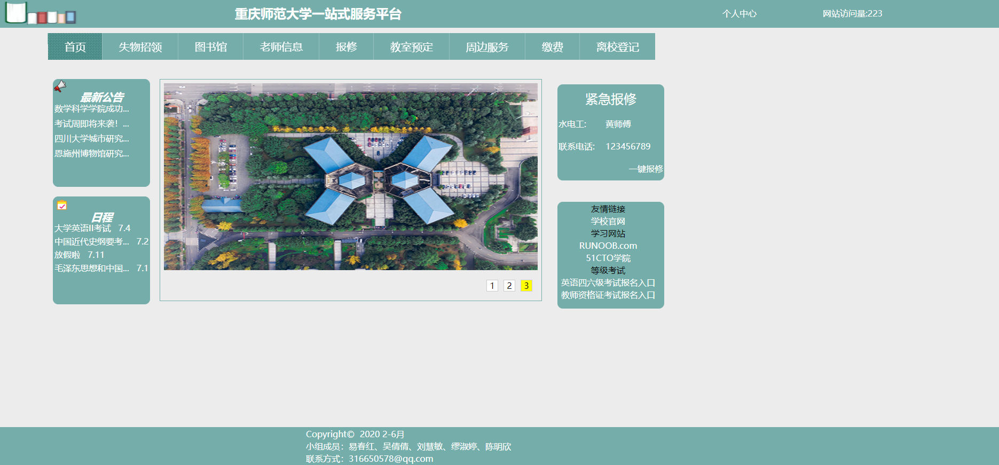 重庆师范大学一站式服务平台
个人中心
网站访问量:223
首页
失物招领
图书馆
老师信息
报修
教室预定
周边服务
缴费
离校登记
最新公告
数学科学学院成功...
考试周即将来袭！...
四川大学城市研究...
恩施州博物馆研究...
日程
大学英语II考试 7.4
中国近代史纲要考... 7.2
放假啦 7.11
毛泽东思想和中国... 7.1
1 2 3
紧急报修
水电工: 黄师傅
联系电话: 123456789
一键报修
友情链接
学校官网
学习网站
RUNOOB.com
51CTO学院
等级考试
英语四六级考试报名入口
教师资格证考试报名入口
Copyright© 2020 2-6月
小组成员：易春红、吴倩倩、刘慧敏、缪淑婷、陈明欣
联系方式：316650578@qq.com